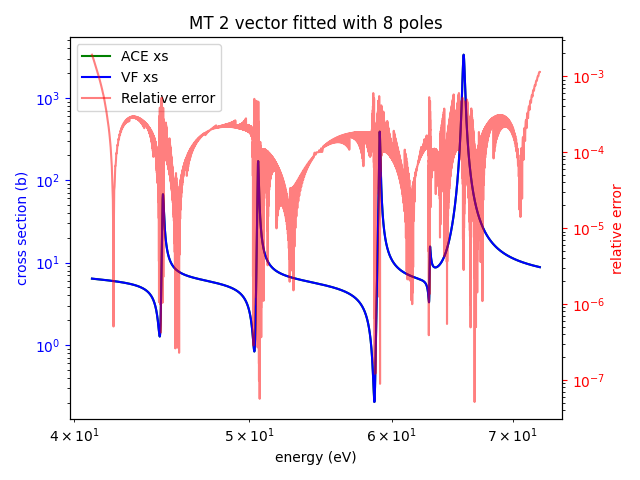 MT 2 vector fitted with 8 poles
ACE xs
VF xs
Relative error
10³
10²
10¹
10⁰
cross section (b)
10⁻³
10⁻⁴
10⁻⁵
10⁻⁶
10⁻⁷
relative error
4 × 10¹
5 × 10¹
6 × 10¹
7 × 10¹
energy (eV)